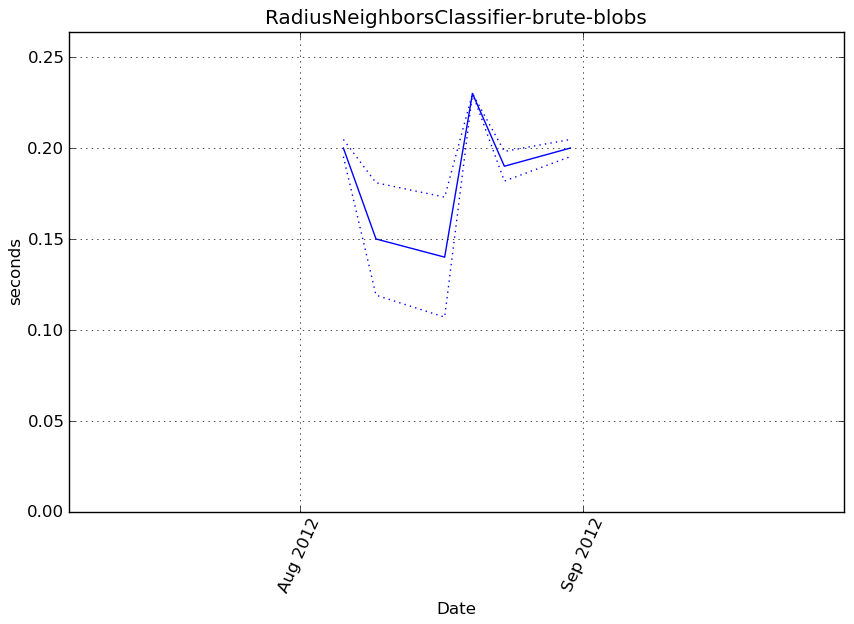 RadiusNeighborsClassifier-brute-blobs
0.25
0.20
0.15
0.10
0.05
0.00
seconds
Aug 2012
Sep 2012
Date